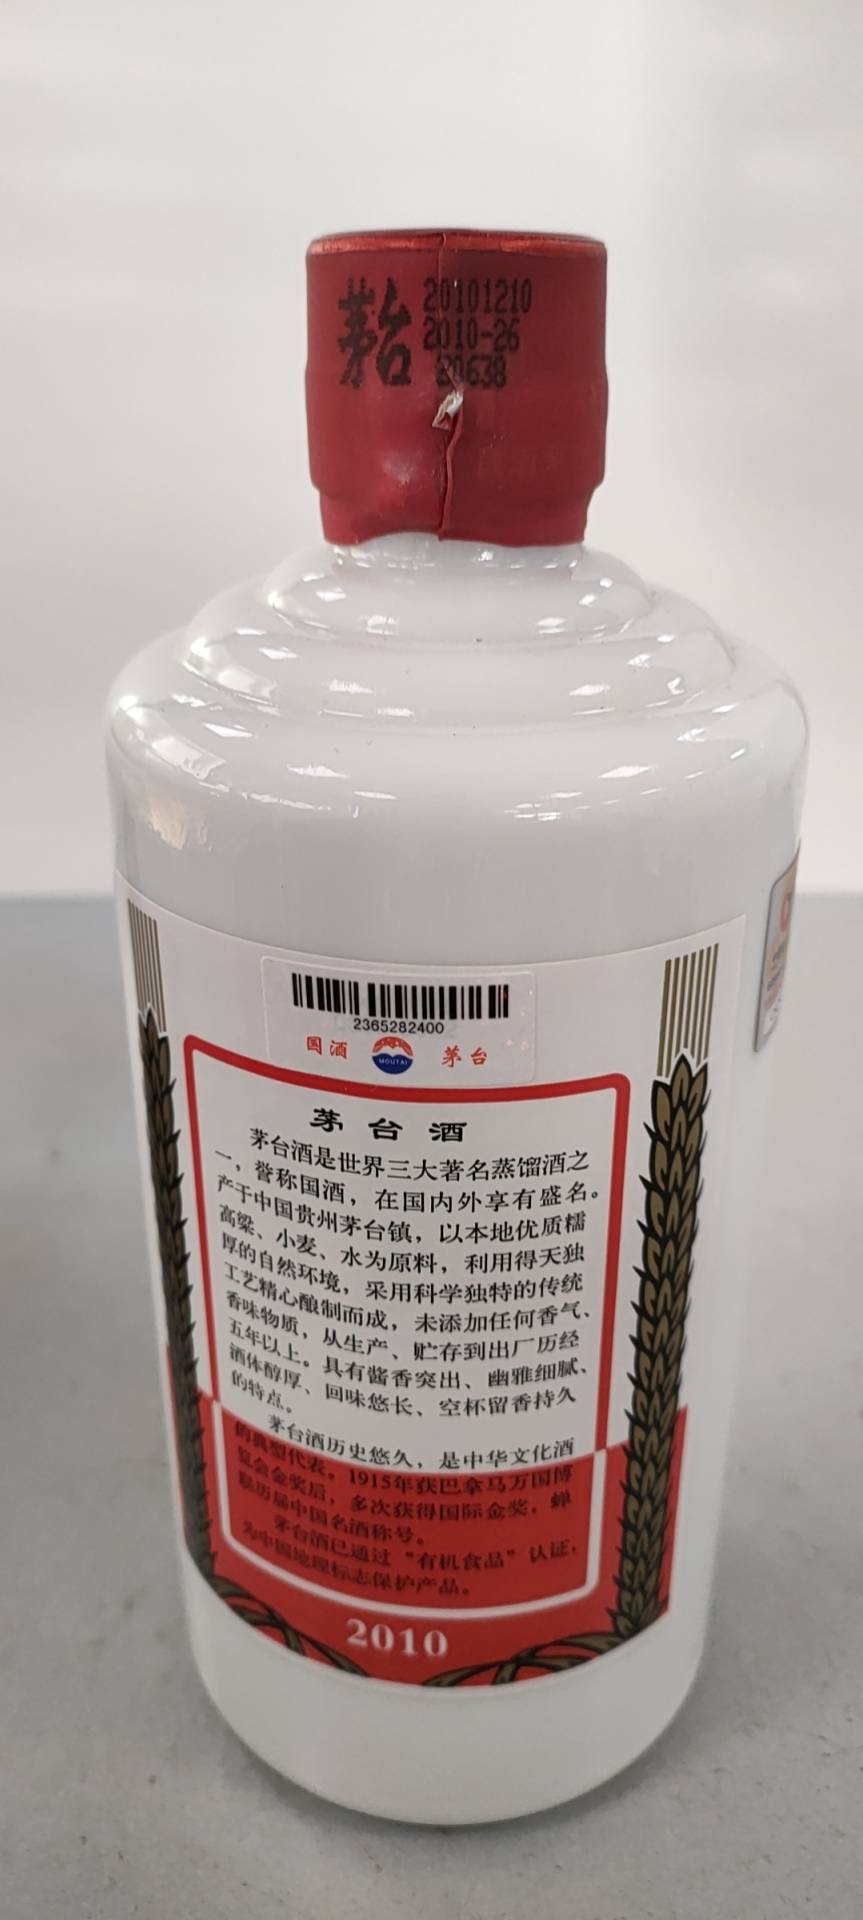 茅台
20101210
2010-26
20638
2365282400
国酒 MOUTAI 茅台
茅台酒
茅台酒是世界三大著名蒸馏酒之
一，誉称国酒，在国内外享有盛名。
产于中国贵州茅台镇，以本地优质糯
高粱、小麦、水为原料，利用得天独
厚的自然环境，采用科学独特的传统
工艺精心酿制而成，未添加任何香气、
香味物质，从生产、贮存到出厂历经
五年以上。具有酱香突出、幽雅细腻、
酒体醇厚、回味悠长、空杯留香持久
的特点。
茅台酒历史悠久，是中华文化酒
的典型代表。1915年获巴拿马万国博
览会金奖后，多次获得国际金奖，蝉
联历届中国名酒称号。
茅台酒已通过“有机食品”认证，
为中国地理标志保护产品。
2010